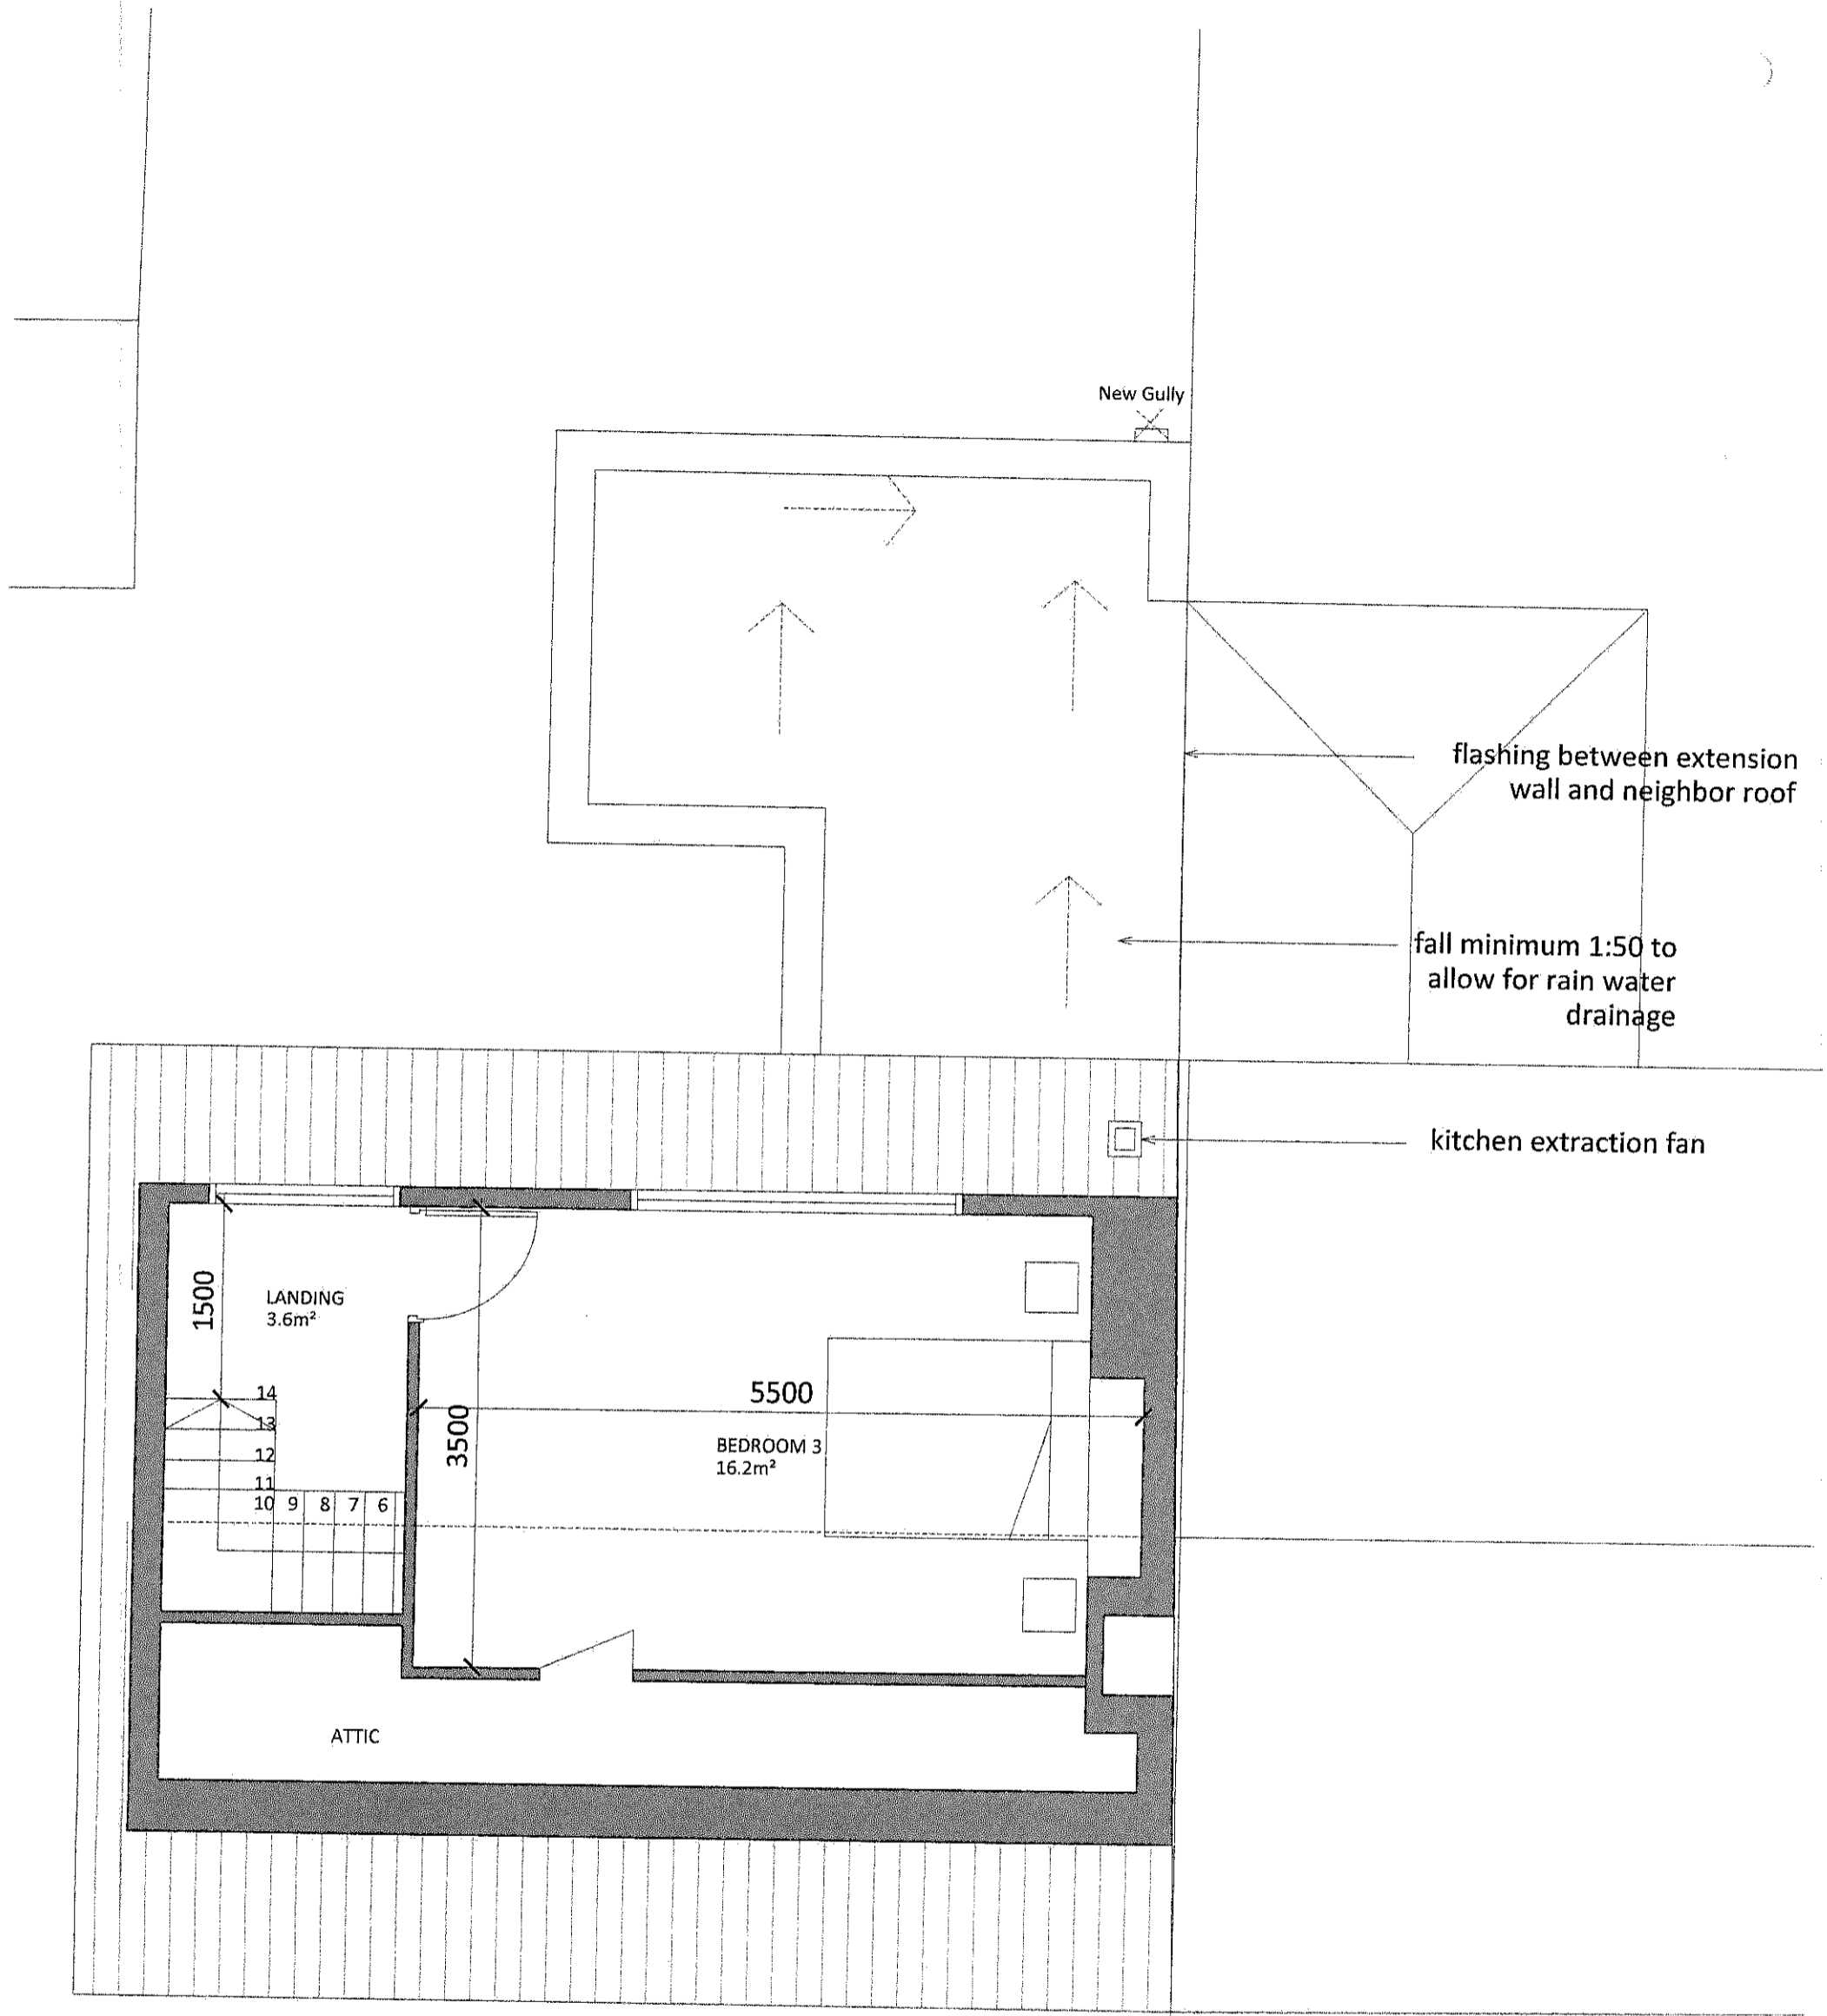 New Gully
flashing between extension
wall and neighbor roof
fall minimum 1:50 to
allow for rain water
drainage
kitchen extraction fan
1500
LANDING
3.6m²
14
13
12
11
10 9 8 7 6
3500
5500
BEDROOM 3
16.2m²
ATTIC